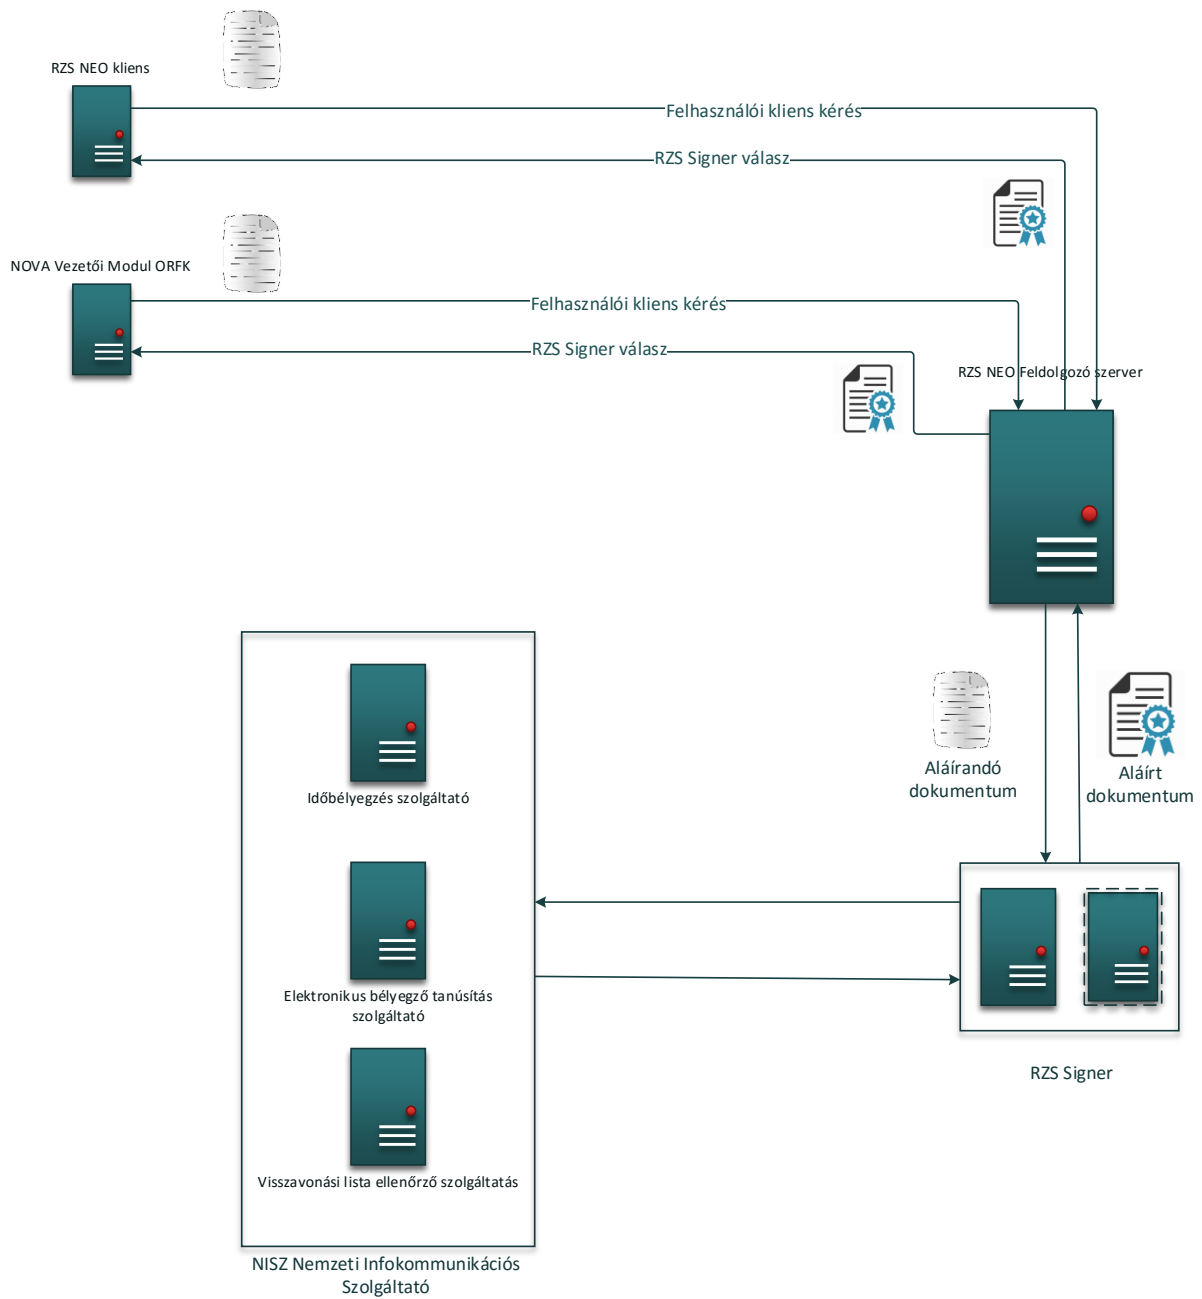 RZS NEO kliens
Felhasználói kliens kérés
RZS Signer válasz
NOVA Vezetői Modul ORFK
Felhasználói kliens kérés
RZS Signer válasz
RZS NEO Feldolgozó szerver
Aláírandó
dokumentum
Aláírt
dokumentum
Időbélyegzés szolgáltató
Elektronikus bélyegző tanúsítás
szolgáltató
Visszavonási lista ellenőrző szolgáltatás
RZS Signer
NISZ Nemzeti Infokommunikációs
Szolgáltató